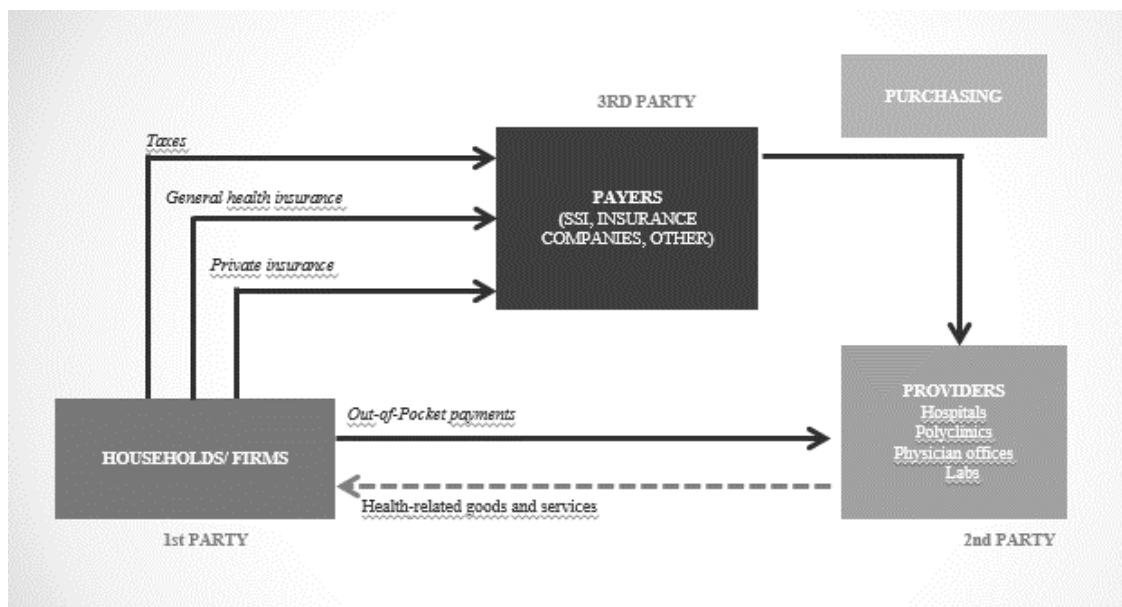 3RD PARTY
PURCHASING
Taxes
General health insurance
Private insurance
PAYERS
(SSI, INSURANCE
COMPANIES, OTHER)
HOUSEHOLDS/ FIRMS
Out-of-Pocket payments
Health-related goods and services
PROVIDERS
Hospitals
Polyclinics
Physician offices
Labs
1st PARTY
2nd PARTY